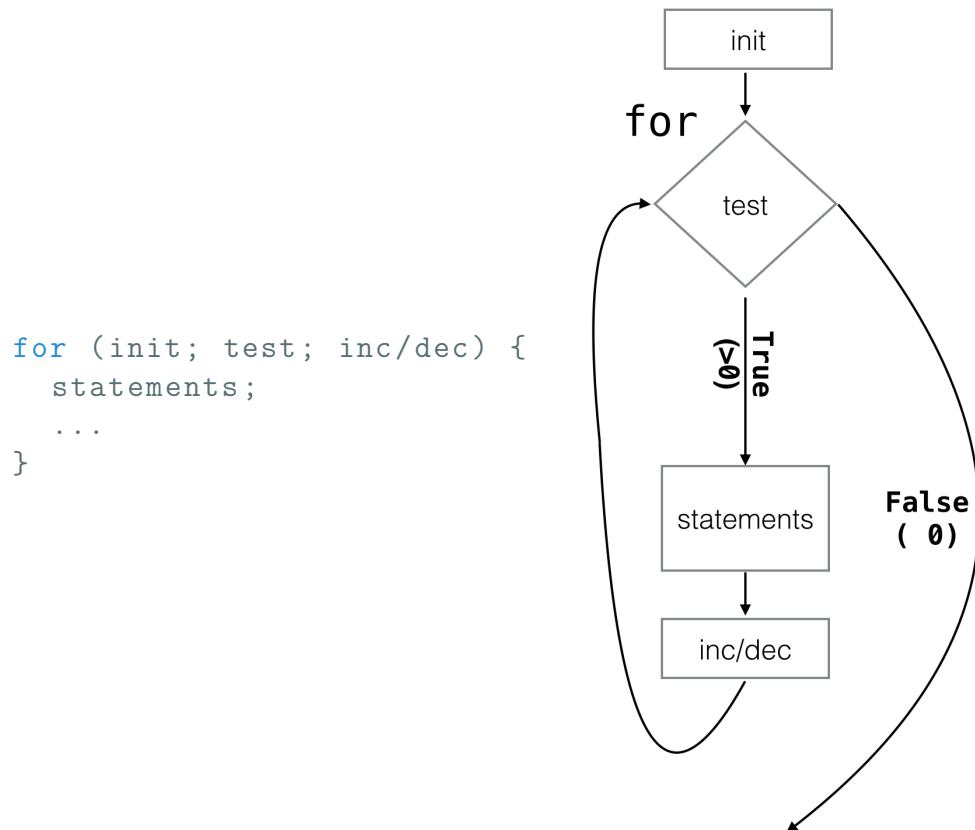 for (init; test; inc/dec) {
statements;
...
}
init
for
test
True
(>0)
statements
False
( 0)
inc/dec